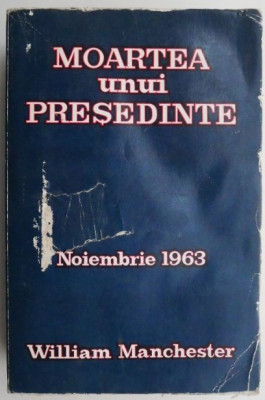 MOARTEA
unui
PREȘEDINTE
Noiembrie 1963
William Manchester